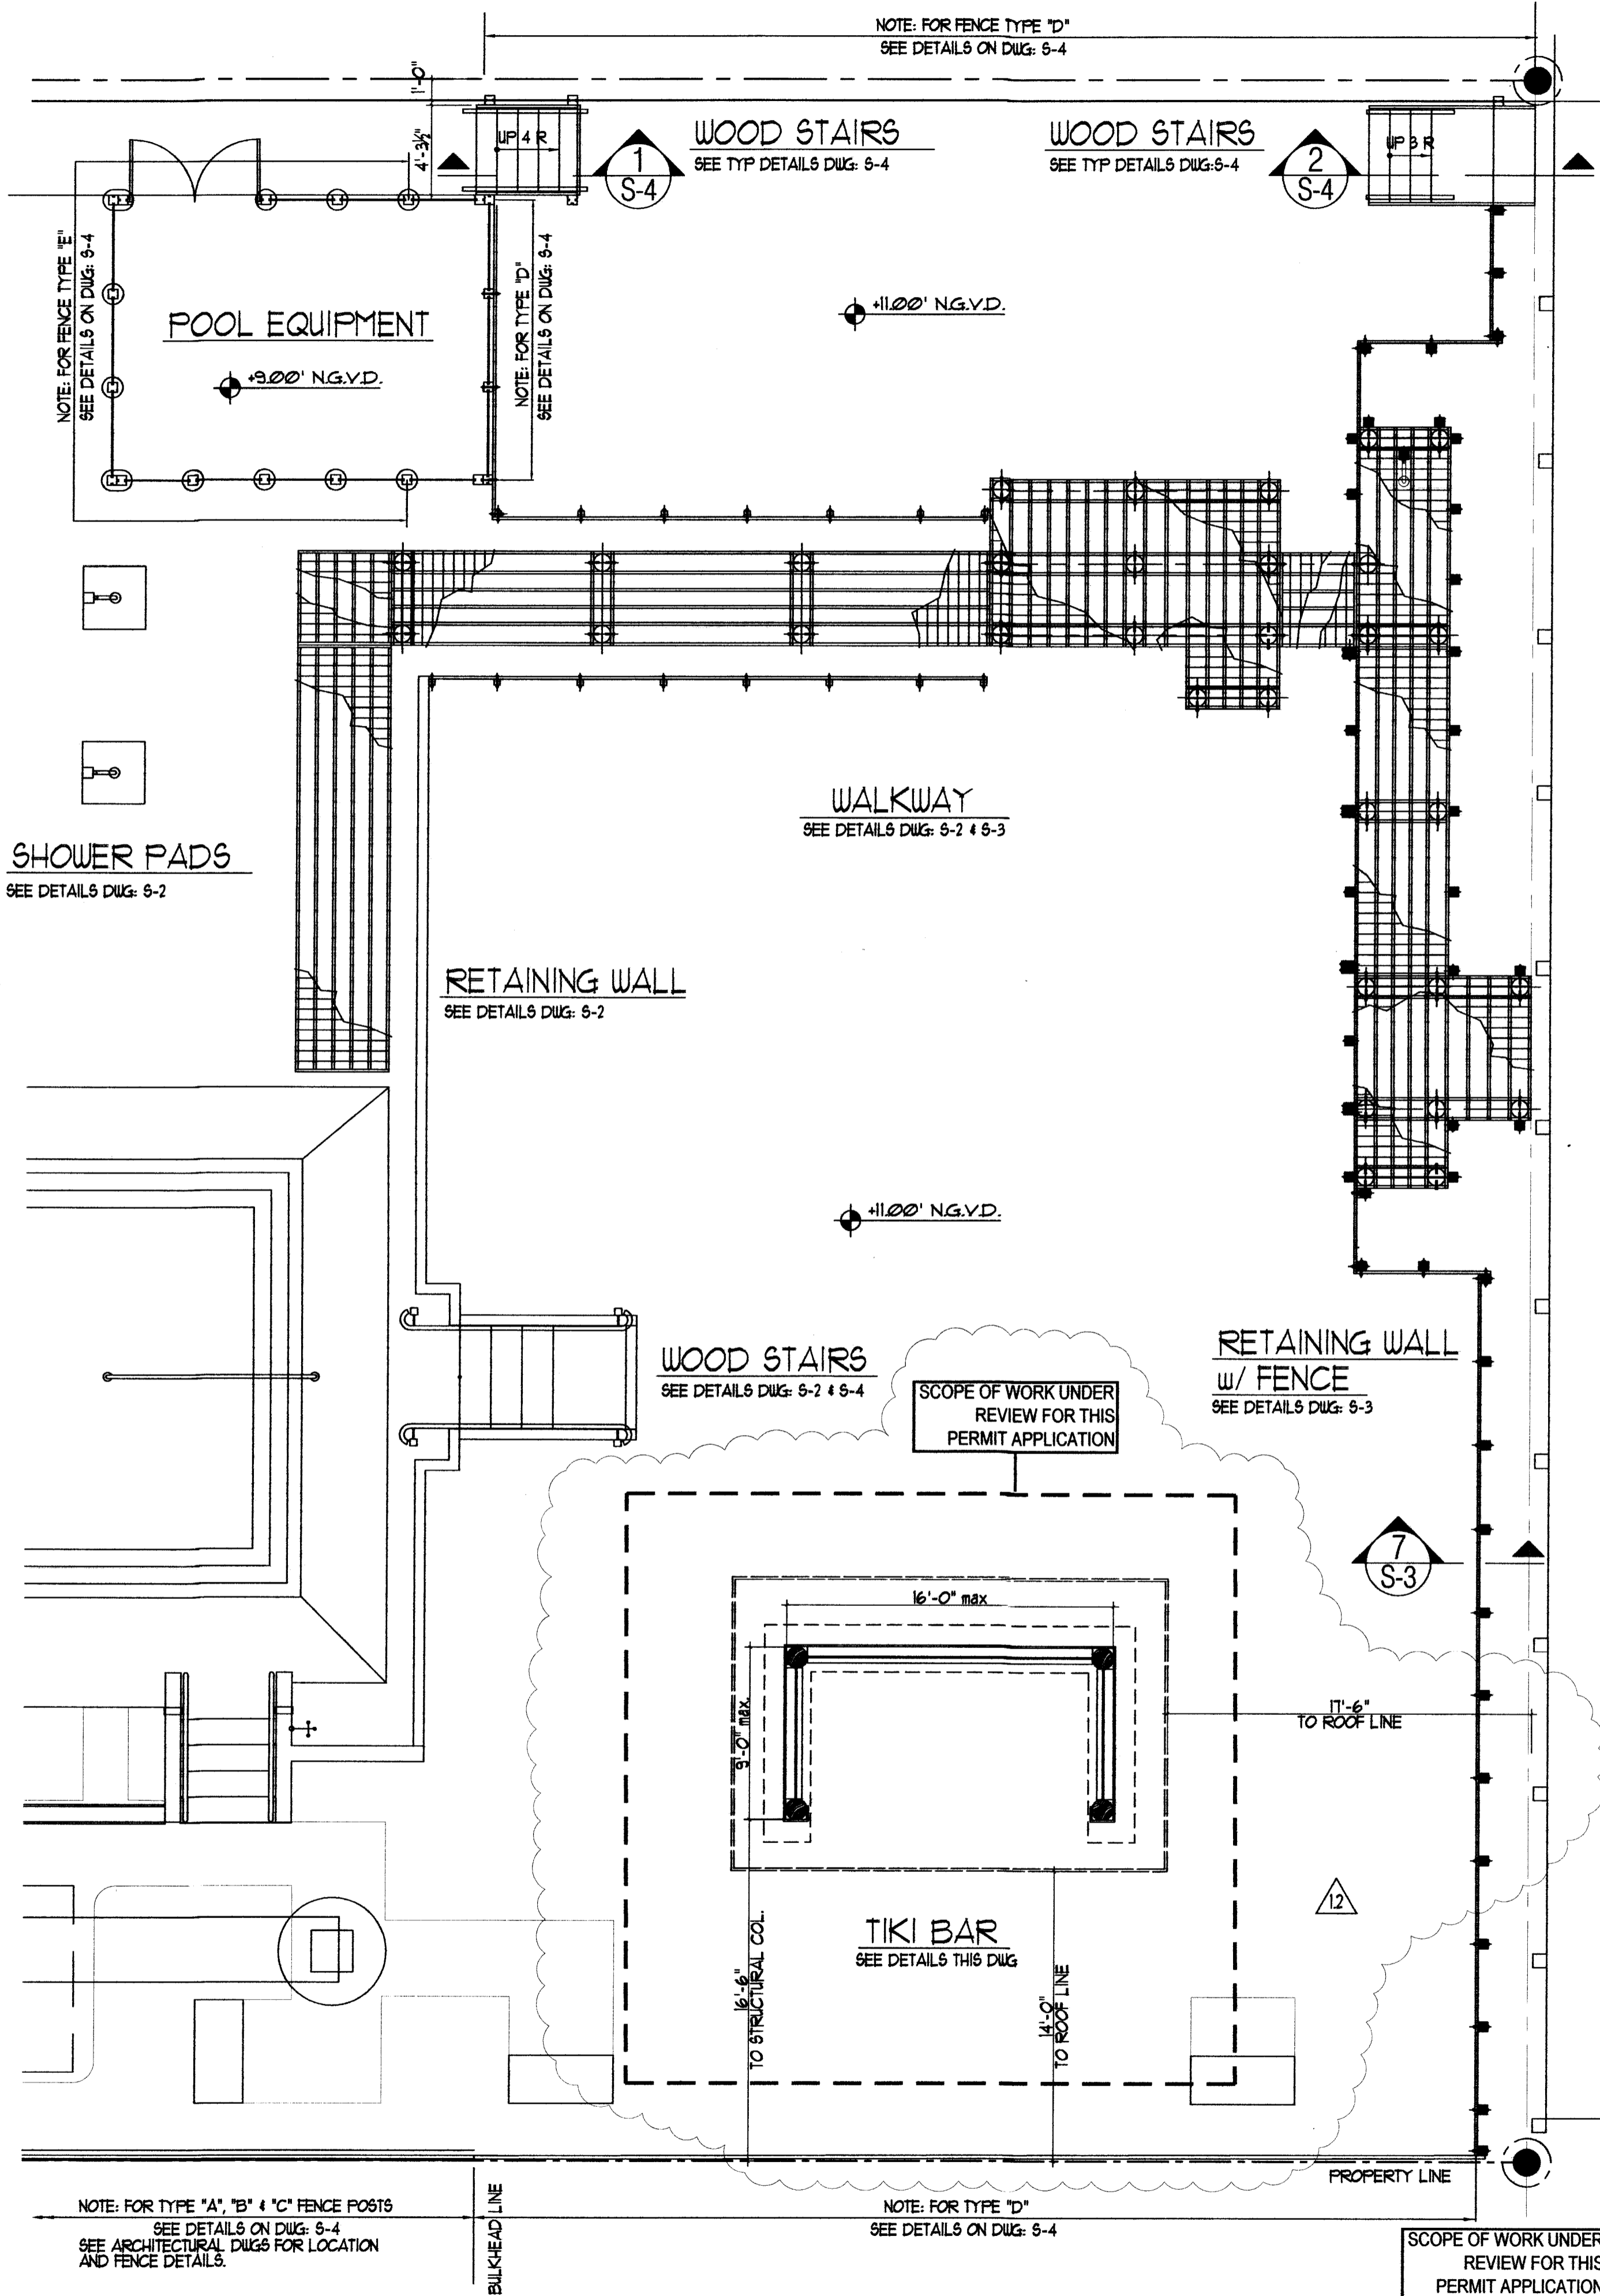 NOTE: FOR FENCE TYPE "D"
SEE DETAILS ON DWG: S-4
1'-0"
4'-3½"
UP 4 R
1
S-4
WOOD STAIRS
SEE TYP DETAILS DWG: S-4
WOOD STAIRS
SEE TYP DETAILS DWG:S-4
2
S-4
UP 3 R
NOTE: FOR FENCE TYPE "E"
SEE DETAILS ON DWG: S-4
POOL EQUIPMENT
+9.00' N.G.V.D.
NOTE: FOR TYPE "D"
SEE DETAILS ON DWG: S-4
+11.00' N.G.V.D.
WALKWAY
SEE DETAILS DWG: S-2 & S-3
SHOWER PADS
SEE DETAILS DWG: S-2
RETAINING WALL
SEE DETAILS DWG: S-2
+11.00' N.G.V.D.
WOOD STAIRS
SEE DETAILS DWG: S-2 & S-4
RETAINING WALL
w/ FENCE
SEE DETAILS DWG: S-3
SCOPE OF WORK UNDER
REVIEW FOR THIS
PERMIT APPLICATION
7
S-3
16'-0" max
9'-0" max.
17'-6"
TO ROOF LINE
12
TIKI BAR
SEE DETAILS THIS DWG
16'-6"
TO STRUCTURAL COL.
14'-0"
TO ROOF LINE
PROPERTY LINE
NOTE: FOR TYPE "A", "B" & "C" FENCE POSTS
SEE DETAILS ON DWG: S-4
SEE ARCHITECTURAL DWGS FOR LOCATION
AND FENCE DETAILS.
BULKHEAD LINE
NOTE: FOR TYPE "D"
SEE DETAILS ON DWG: S-4
SCOPE OF WORK UNDER
REVIEW FOR THIS
PERMIT APPLICATION